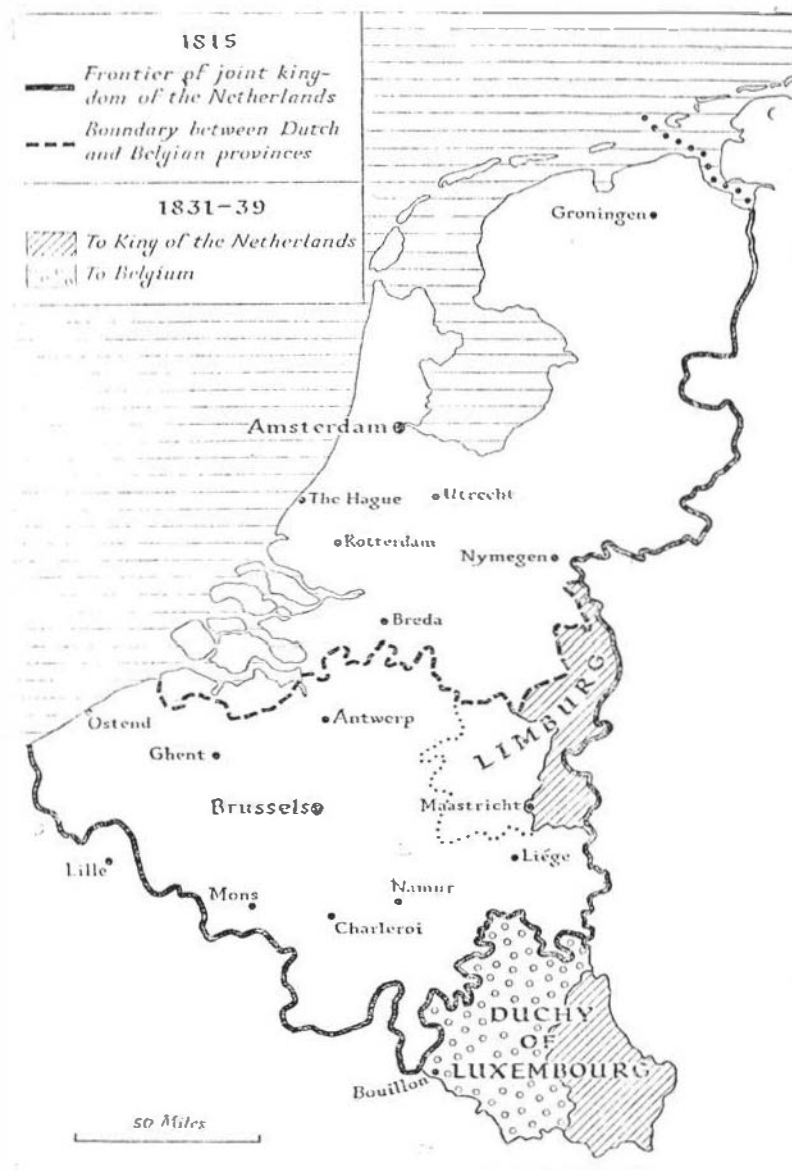 1815
Frontier of joint king-
dom of the Netherlands
Boundary between Dutch
and Belgian provinces
1831-39
To King of the Netherlands
To Belgium
Groningen
Amsterdam
The Hague
Utrecht
Rotterdam
Nymegen
Breda
LIMBURG
Ostend
Antwerp
Ghent
Brussels
Maastricht
Lille
Liége
Mons
Namur
Charleroi
DUCHY
OF
LUXEMBOURG
Bouillon
50 Miles